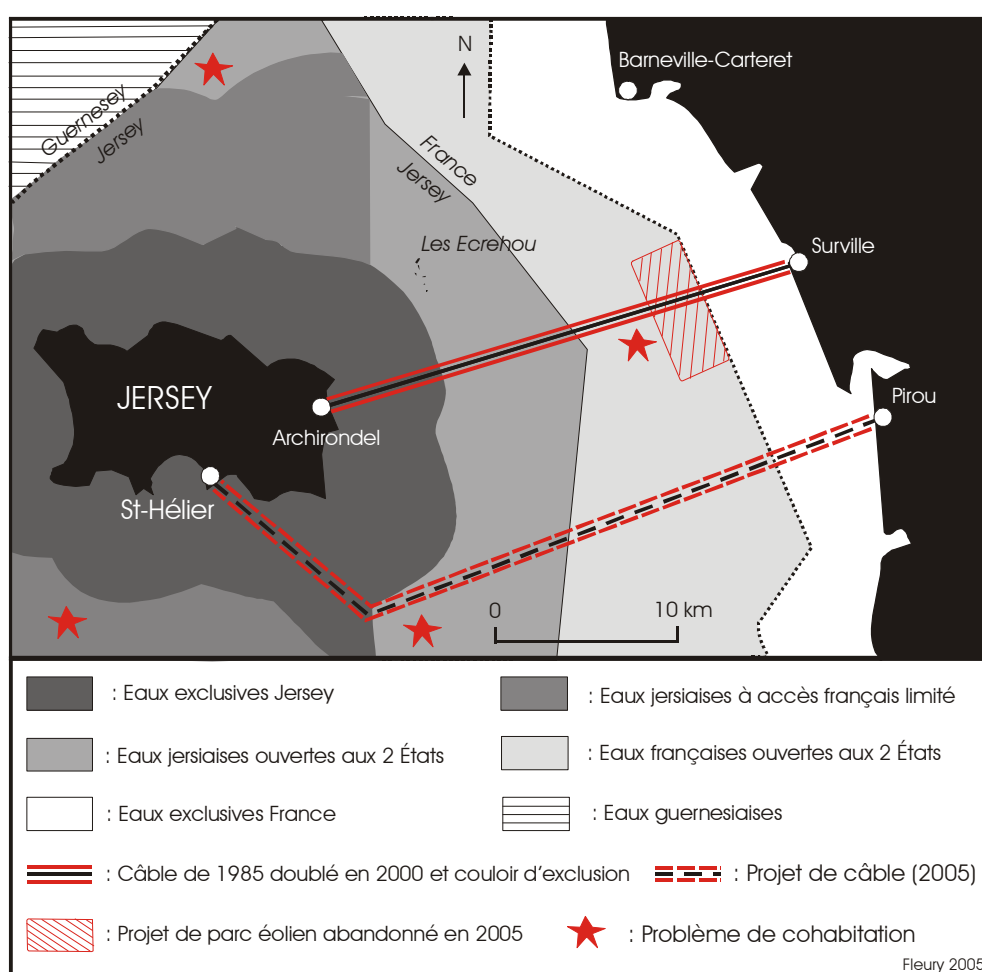 N
Barneville-Carteret
Guernesey
Jersey
France
Jersey
Les Ecrehou
Surville
JERSEY
Archirondel
Pirou
St-Hélier
0 10 km
: Eaux exclusives Jersey
: Eaux jersiaises à accès français limité
: Eaux jersiaises ouvertes aux 2 États
: Eaux françaises ouvertes aux 2 États
: Eaux exclusives France
: Eaux guernesiaises
: Câble de 1985 doublé en 2000 et couloir d'exclusion
: Projet de câble (2005)
: Projet de parc éolien abandonné en 2005
: Problème de cohabitation
Fleury 2005